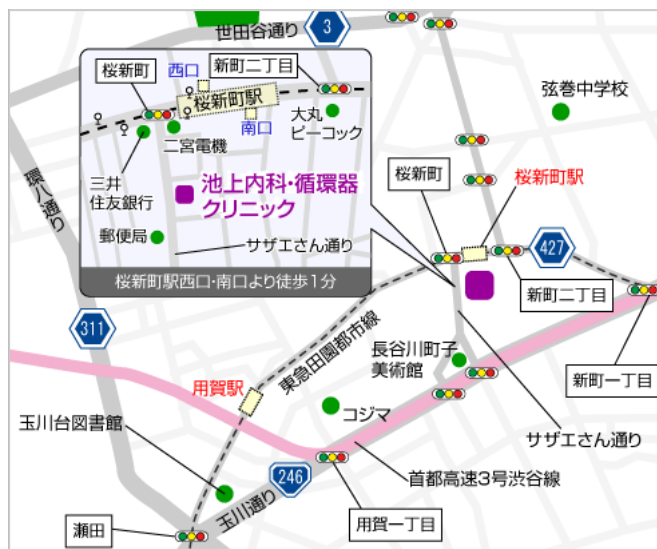 世田谷通り
3
桜新町
西口
新町二丁目
桜新町駅
南口
大丸
ピーコック
二宮電機
三井
住友銀行
池上内科・循環器
クリニック
郵便局
サザエさん通り
桜新町駅西口・南口より徒歩1分
環八通り
311
弦巻中学校
桜新町
桜新町駅
427
新町二丁目
新町一丁目
東急田園都市線
長谷川町子
美術館
用賀駅
コジマ
サザエさん通り
玉川台図書館
246
玉川通り
首都高速3号渋谷線
用賀一丁目
瀬田